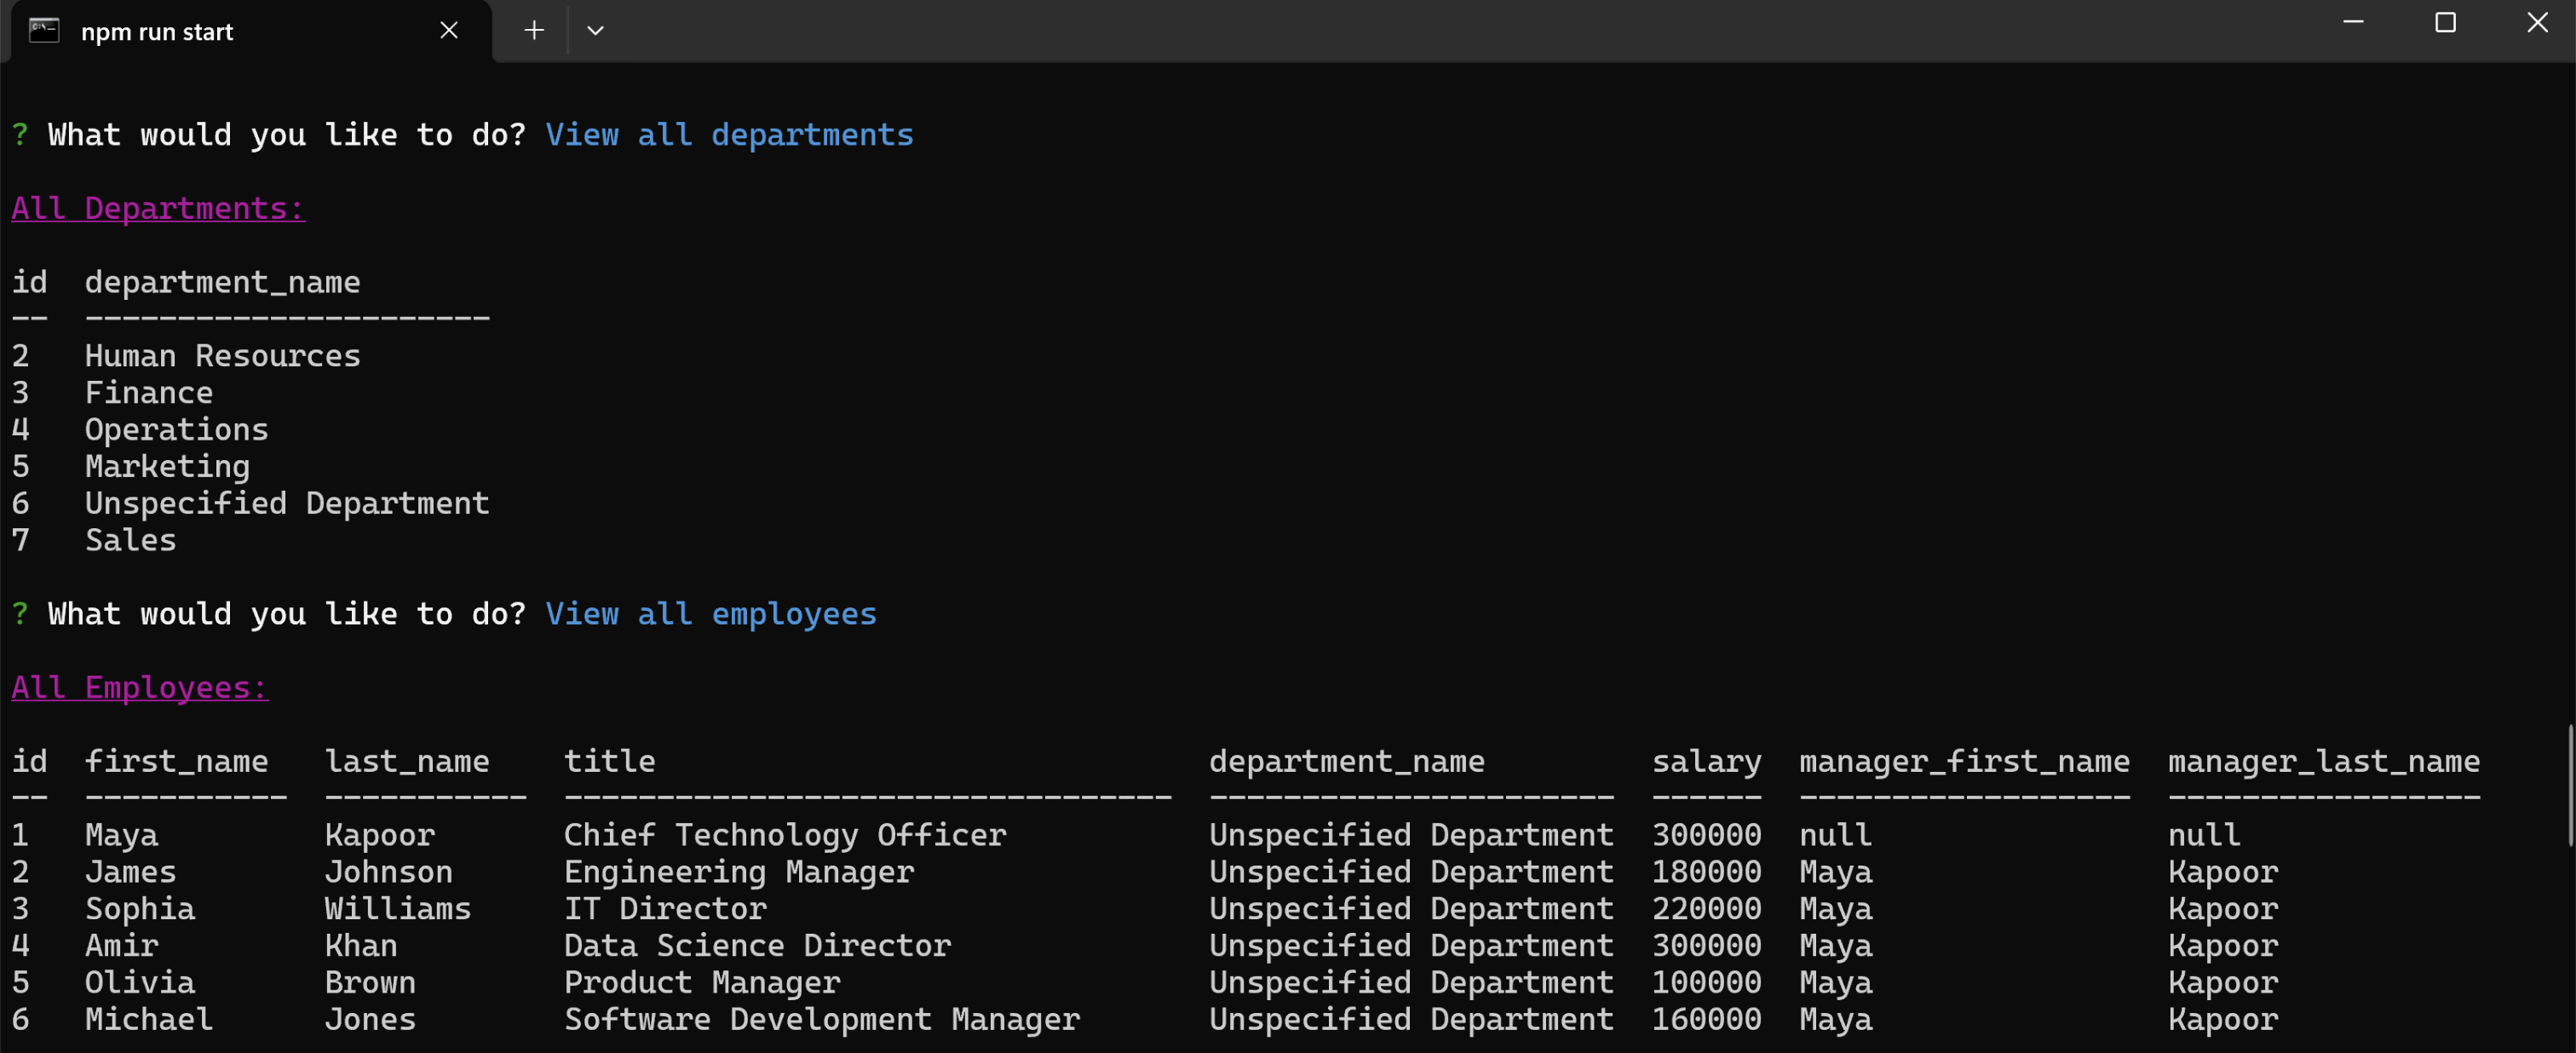 npm run start
? What would you like to do? View all departments
All Departments:
id  department_name
--  ----------------------
2   Human Resources
3   Finance
4   Operations
5   Marketing
6   Unspecified Department
7   Sales
? What would you like to do? View all employees
All Employees:
id  first_name   last_name    title                              department_name         salary  manager_first_name  manager_last_name
--  -----------  -----------  ---------------------------------  ----------------------  ------  ------------------  -----------------
1   Maya         Kapoor       Chief Technology Officer           Unspecified Department  300000  null                null
2   James        Johnson      Engineering Manager                Unspecified Department  180000  Maya                Kapoor
3   Sophia       Williams     IT Director                        Unspecified Department  220000  Maya                Kapoor
4   Amir         Khan         Data Science Director              Unspecified Department  300000  Maya                Kapoor
5   Olivia       Brown        Product Manager                    Unspecified Department  100000  Maya                Kapoor
6   Michael      Jones        Software Development Manager       Unspecified Department  160000  Maya                Kapoor